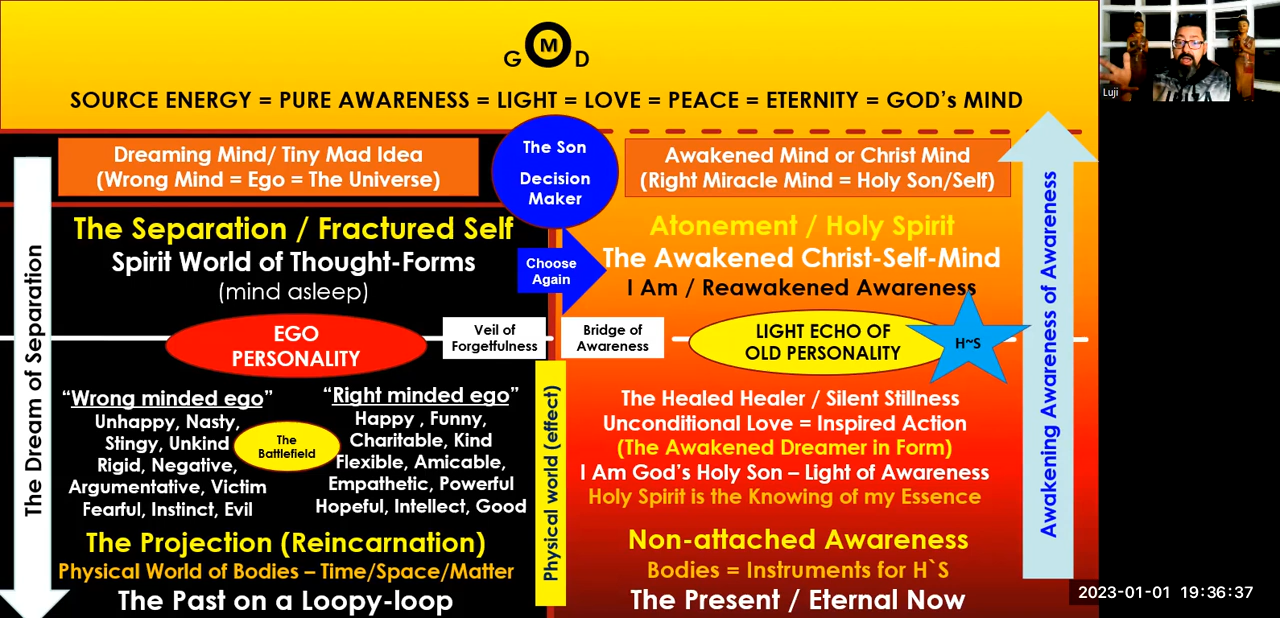 G M D
SOURCE ENERGY = PURE AWARENESS = LIGHT = LOVE = PEACE = ETERNITY = GOD's MIND
Luji
Dreaming Mind/ Tiny Mad Idea
(Wrong Mind = Ego = The Universe)
The Son
Decision
Maker
Awakened Mind or Christ Mind
(Right Miracle Mind = Holy Son/Self)
The Dream of Separation
The Separation / Fractured Self
Spirit World of Thought-Forms
(mind asleep)
Choose
Again
Atonement / Holy Spirit
The Awakened Christ-Self-Mind
I Am / Reawakened Awareness
Awakening Awareness of Awareness
EGO
PERSONALITY
Veil of
Forgetfulness
Bridge of
Awareness
LIGHT ECHO OF
OLD PERSONALITY
H~S
"Wrong minded ego"
Unhappy, Nasty,
Stingy, Unkind
Rigid, Negative,
Argumentative, Victim
Fearful, Instinct, Evil
The
Battlefield
"Right minded ego"
Happy , Funny,
Charitable, Kind
Flexible, Amicable,
Empathetic, Powerful
Hopeful, Intellect, Good
Physical world (effect)
The Healed Healer / Silent Stillness
Unconditional Love = Inspired Action
(The Awakened Dreamer in Form)
I Am God's Holy Son – Light of Awareness
Holy Spirit is the Knowing of my Essence
The Projection (Reincarnation)
Physical World of Bodies – Time/Space/Matter
The Past on a Loopy-loop
Non-attached Awareness
Bodies = Instruments for H`S
The Present / Eternal Now
2023-01-01 19:36:37